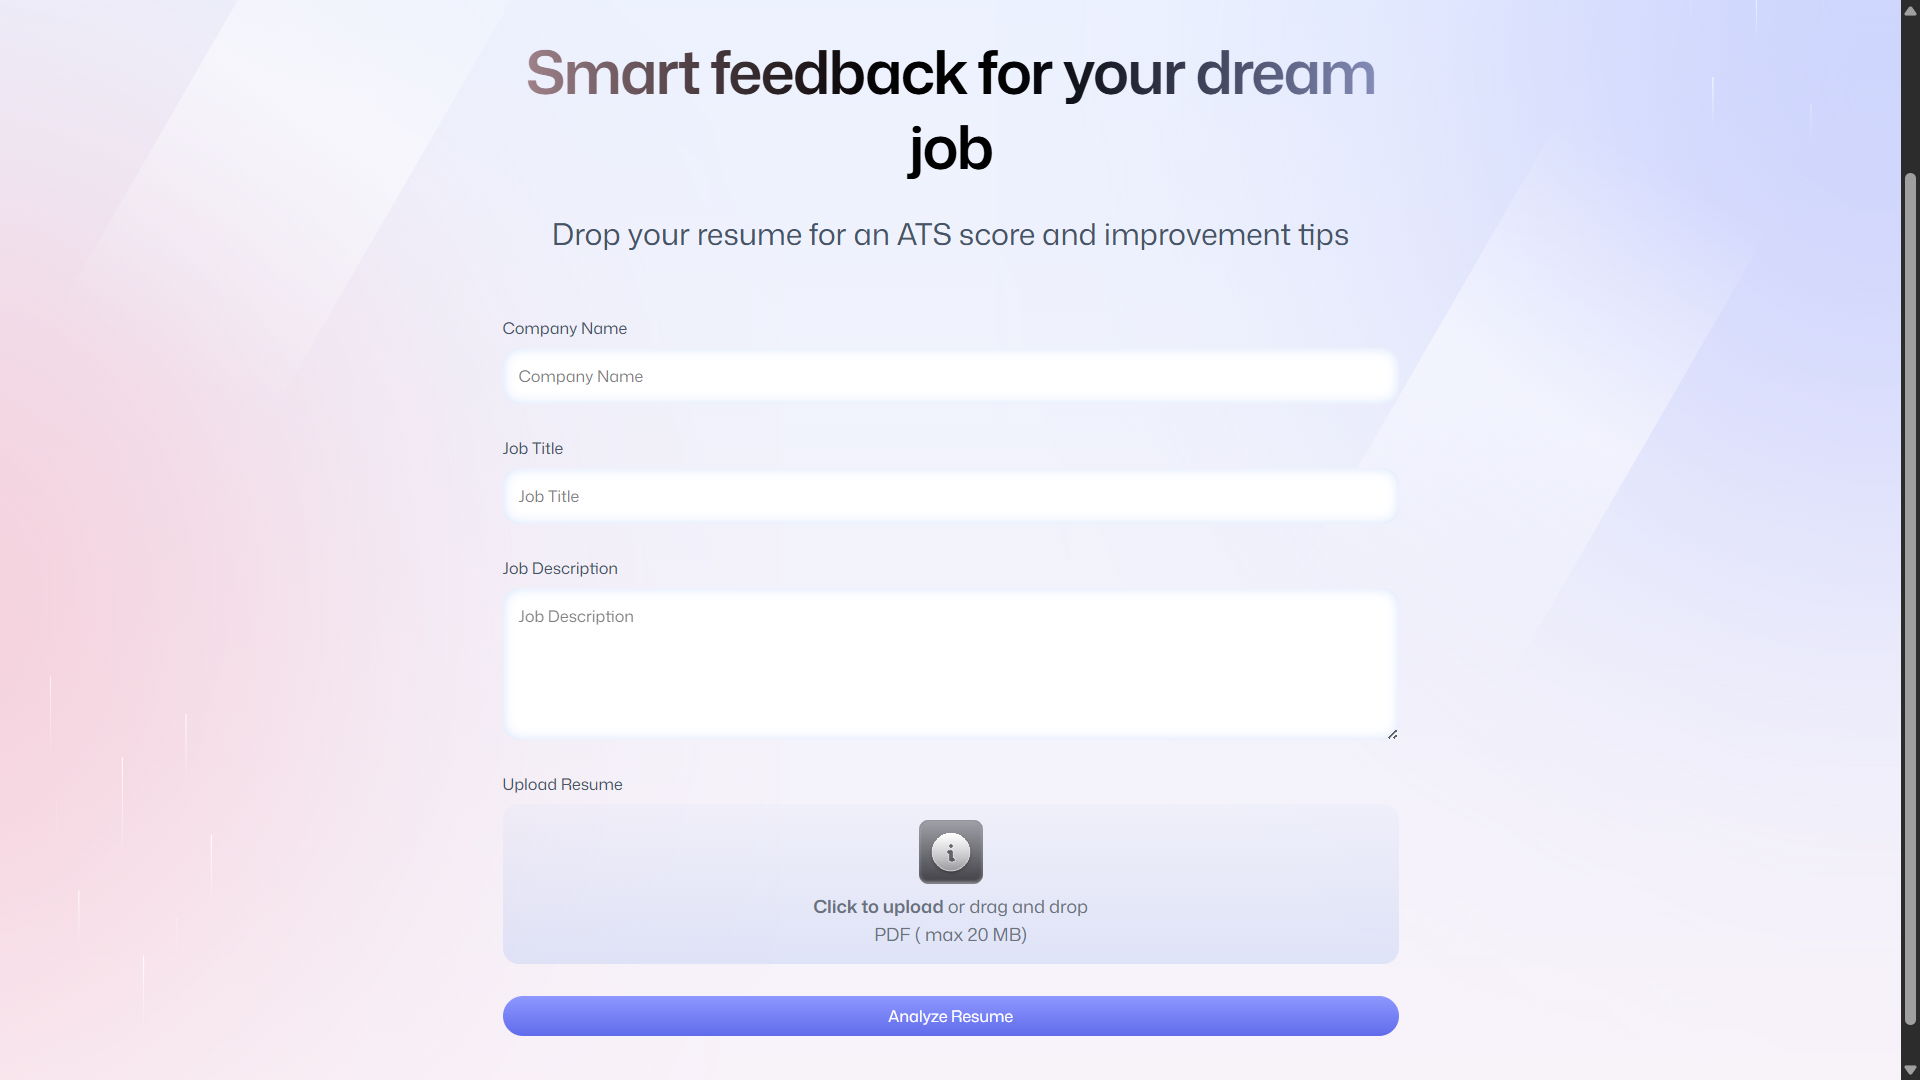 Smart feedback for your dream
job
Drop your resume for an ATS score and improvement tips
Company Name
Company Name
Job Title
Job Title
Job Description
Job Description
Upload Resume
Click to upload or drag and drop
PDF ( max 20 MB)
Analyze Resume